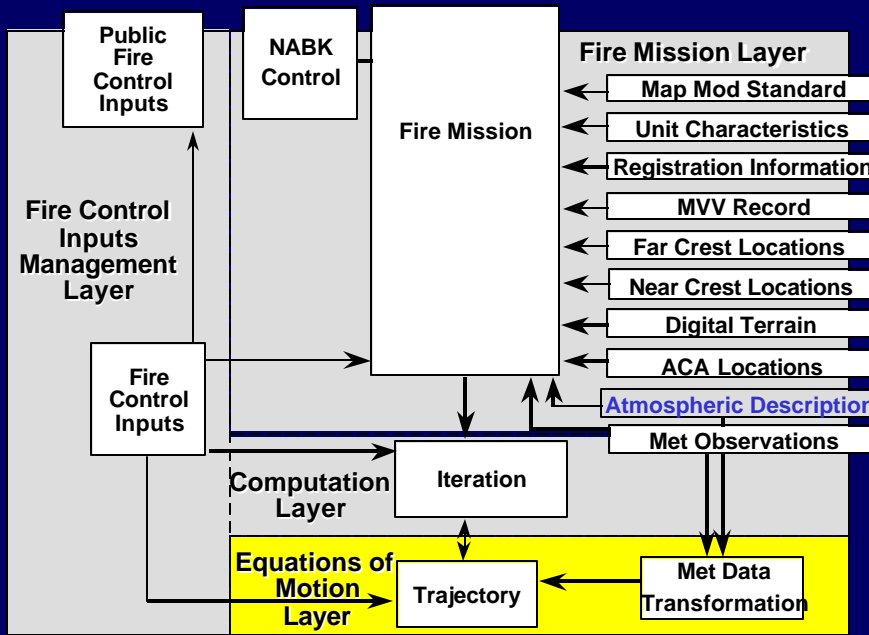 Public
Fire
Control
Inputs
NABK
Control
Fire Mission Layer
Fire Mission
Map Mod Standard
Unit Characteristics
Registration Information
MVV Record
Far Crest Locations
Near Crest Locations
Digital Terrain
ACA Locations
Atmospheric Description
Met Observations
Fire Control
Inputs
Management
Layer
Fire
Control
Inputs
Computation
Layer
Iteration
Equations of
Motion
Layer
Trajectory
Met Data
Transformation